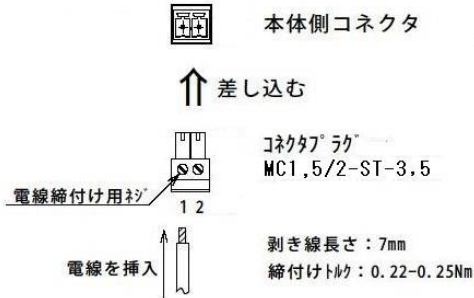 本体側コネクタ
差し込む
ｺﾈｸﾀﾌﾟﾗｸﾞ
MC1,5/2-ST-3,5
電線締付け用ﾈｼﾞ
1 2
電線を挿入
剥き線長さ：7mm
締付けﾄﾙｸ：0.22-0.25Nm